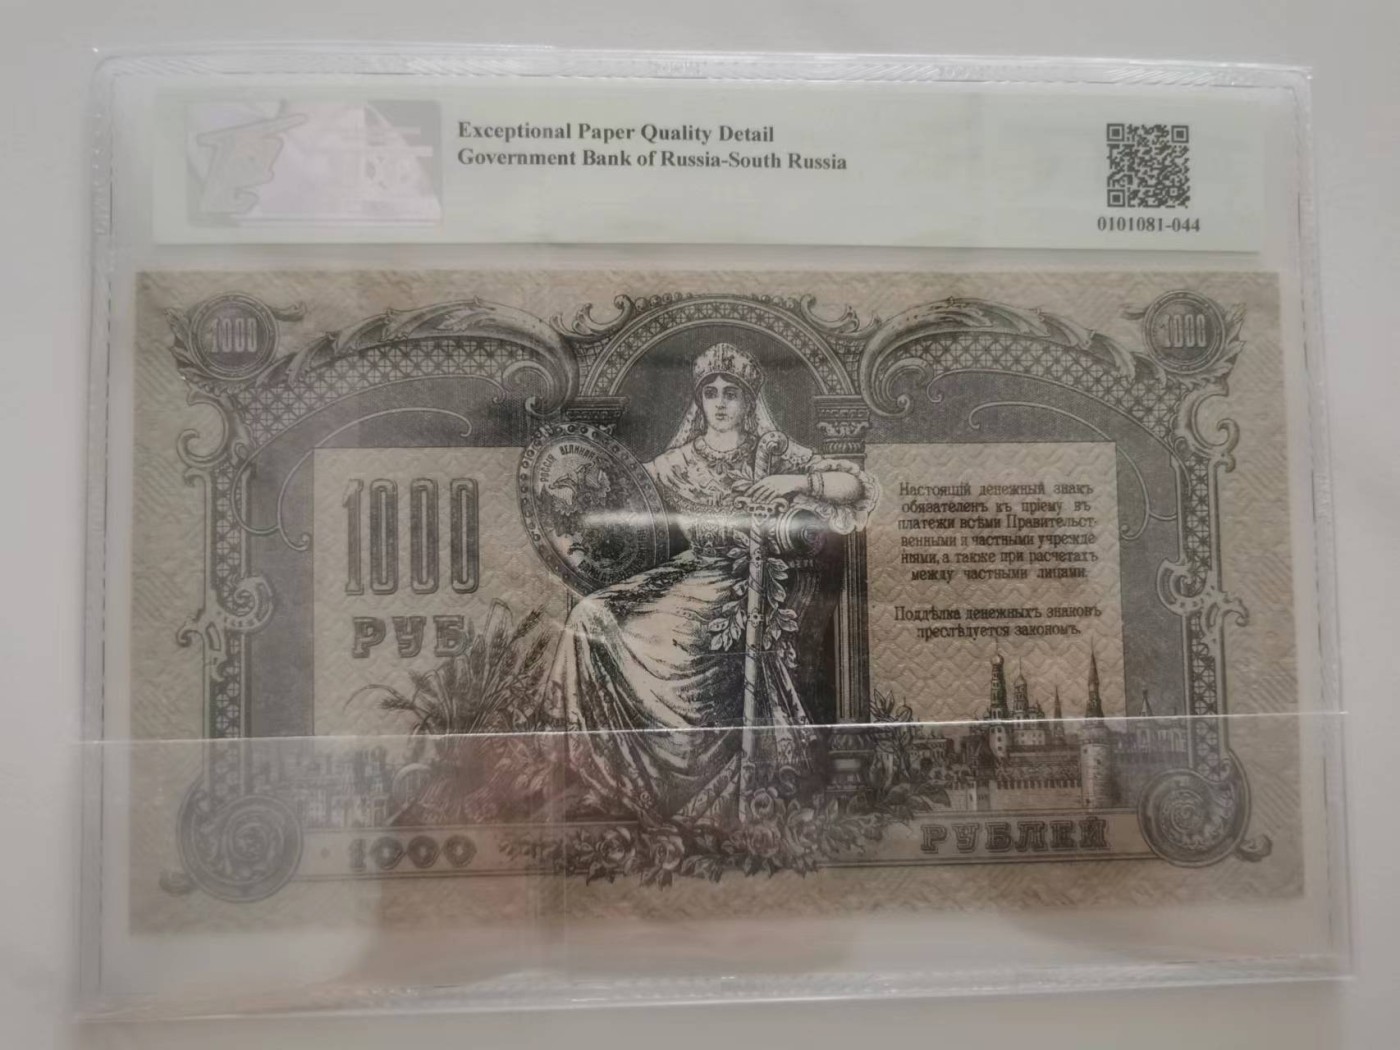 Exceptional Paper Quality Detail
Government Bank of Russia-South Russia
0101081-044
1000
1000
РОССІЯ ВЕЛИКАЯ
1000
РУБ
Настоящій денежный знакъ
обязателенъ къ пріему въ
платежи всѣми Правительст-
венными и частными учрежде
ніями, а также при расчетахъ
между частными лицами.
Поддѣлка денежныхъ знаковъ
преслѣдуется закономъ.
1000
РУБЛЕЙ